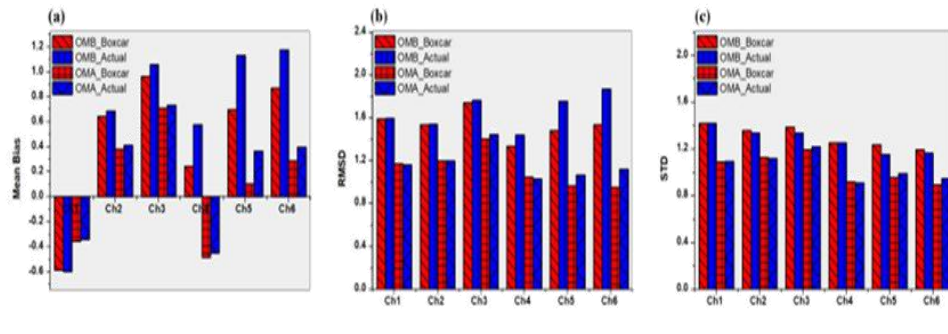 (a)
Mean Bias
1.2
1.0
0.8
0.6
0.4
0.2
0.0
-0.2
-0.4
-0.6
OMB_Boxcar
OMB_Actual
OMA_Boxcar
OMA_Actual
Ch2 Ch3 Ch5 Ch6
(b)
RMSD
2.4
2.0
1.6
1.2
0.8
0.4
0.0
OMB_Boxcar
OMB_Actual
OMA_Boxcar
OMA_Actual
Ch1 Ch2 Ch3 Ch4 Ch5 Ch6
(c)
STD
2.0
1.6
1.2
0.8
0.4
0.0
OMB_Boxcar
OMB_Actual
OMA_Boxcar
OMA_Actual
Ch1 Ch2 Ch3 Ch4 Ch5 Ch6